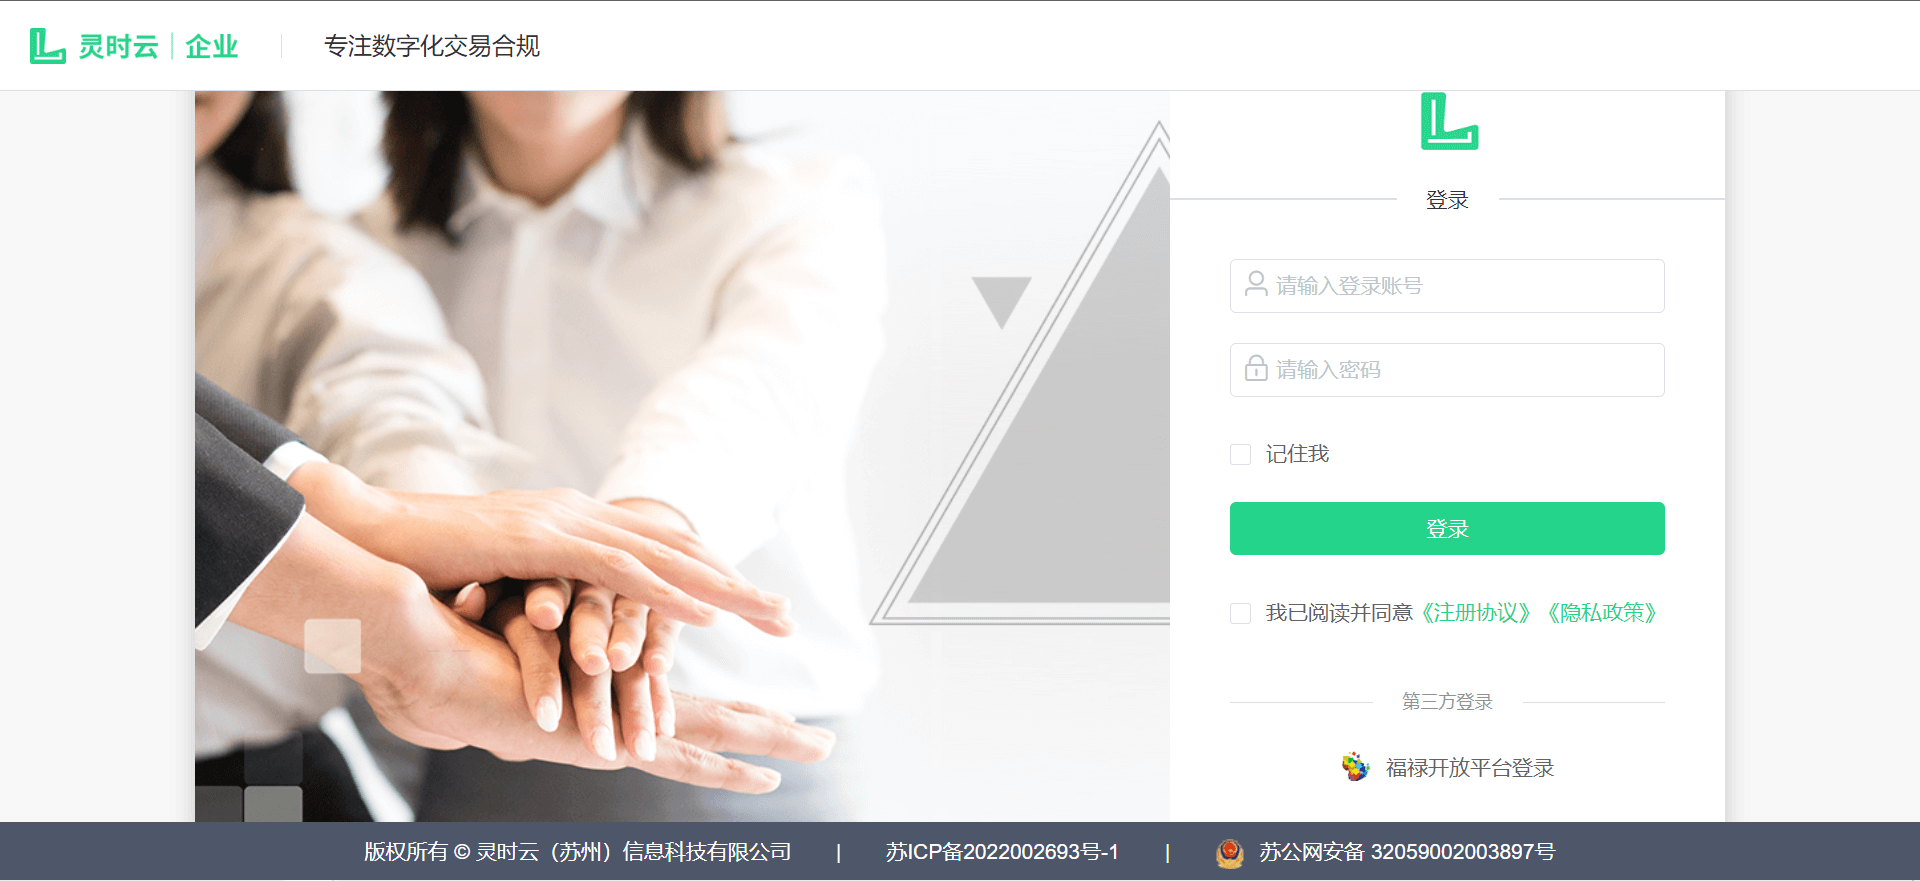 灵时云 | 企业
专注数字化交易合规
登录
请输入登录账号
请输入密码
记住我
登录
我已阅读并同意《注册协议》《隐私政策》
第三方登录
福禄开放平台登录
版权所有 © 灵时云（苏州）信息科技有限公司 | 苏ICP备2022002693号-1 | 苏公网安备 32059002003897号